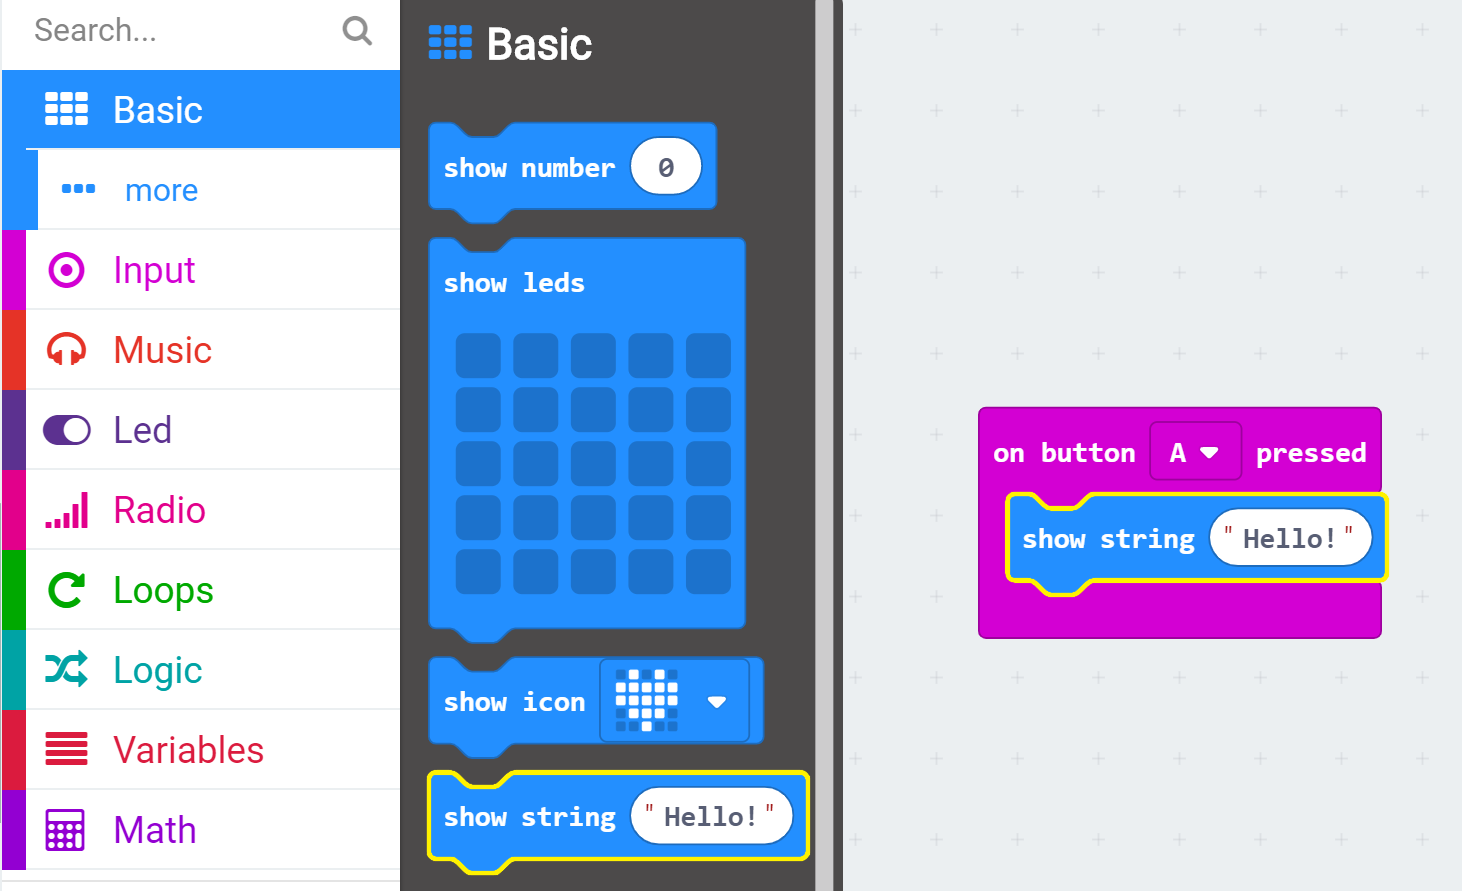 Search...
Basic
more
Input
Music
Led
Radio
Loops
Logic
Variables
Math
Basic
show number 0
show leds
show icon
show string " Hello! "
on button A pressed
show string " Hello! "